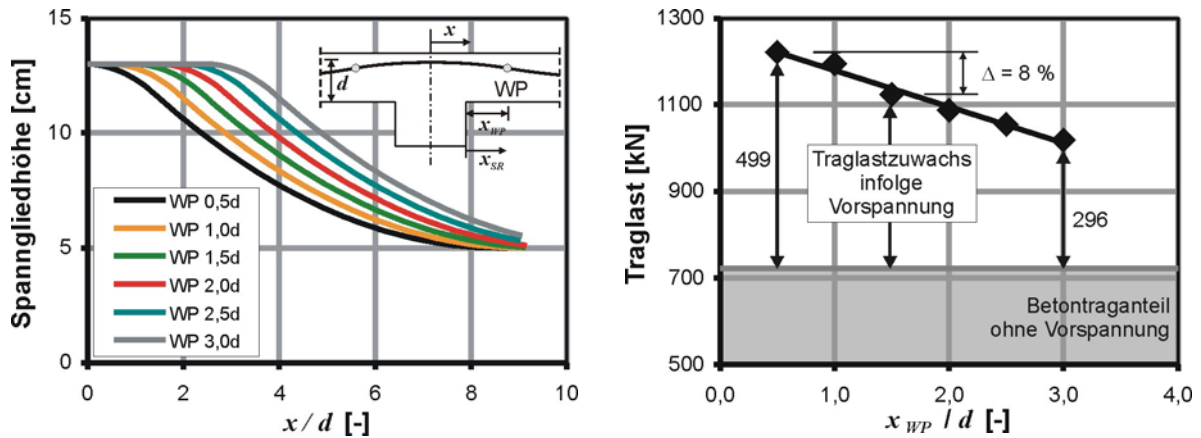 15
10
5
0
Spanngliedhöhe [cm]
x
d
WP
x WP
x SR
WP 0,5d
WP 1,0d
WP 1,5d
WP 2,0d
WP 2,5d
WP 3,0d
0 2 4 6 8 10
x / d [-]
1300
1100
900
700
500
Traglast [kN]
Δ = 8 %
499
Traglastzuwachs
infolge
Vorspannung
296
Betontraganteil
ohne Vorspannung
0,0 1,0 2,0 3,0 4,0
x WP / d [-]